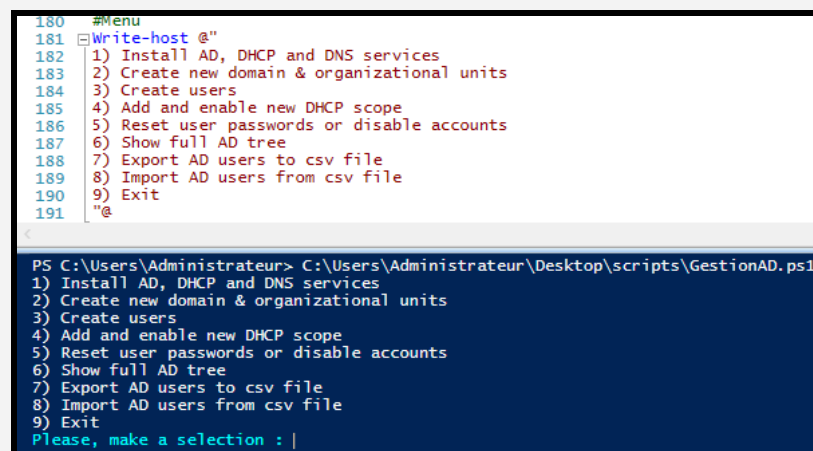 180 #Menu
181 Write-host @"
182 1) Install AD, DHCP and DNS services
183 2) Create new domain & organizational units
184 3) Create users
185 4) Add and enable new DHCP scope
186 5) Reset user passwords or disable accounts
187 6) Show full AD tree
188 7) Export AD users to csv file
189 8) Import AD users from csv file
190 9) Exit
191 "@
PS C:\Users\Administrateur> C:\Users\Administrateur\Desktop\scripts\GestionAD.ps1
1) Install AD, DHCP and DNS services
2) Create new domain & organizational units
3) Create users
4) Add and enable new DHCP scope
5) Reset user passwords or disable accounts
6) Show full AD tree
7) Export AD users to csv file
8) Import AD users from csv file
9) Exit
Please, make a selection :